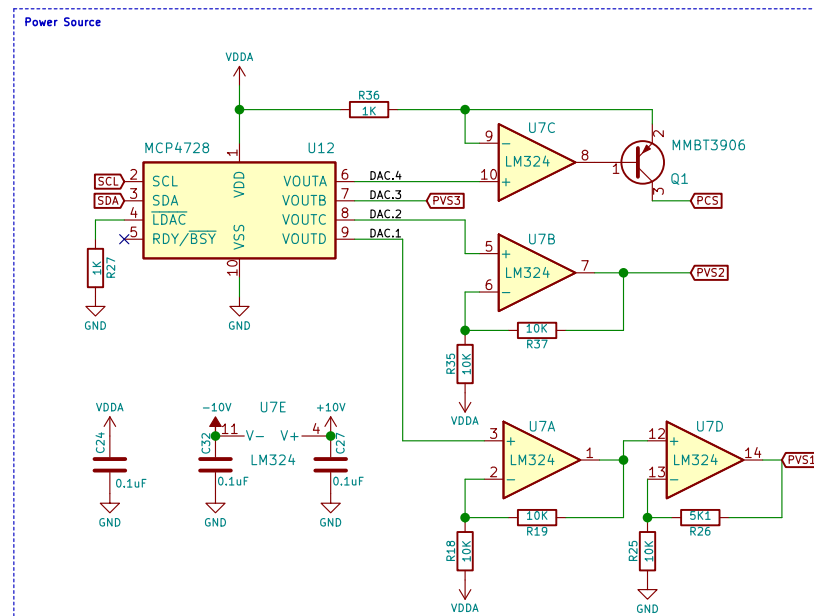 Power Source
VDDA
R36
1K
MCP4728
U12
U7C
MMBT3906
9
8
LM324
10
2
1
3
Q1
PCS
1
VDD
SCL
2
SCL
VOUTA
6
DAC.4
SDA
3
SDA
VOUTB
7
DAC.3
PVS3
4
LDAC
VOUTC
8
DAC.2
5
RDY/BSY
VSS
VOUTD
9
DAC.1
10
1K
R27
GND
GND
U7B
5
LM324
7
6
PVS2
10K
R37
R35
10K
VDDA
VDDA
C24
0.1uF
GND
-10V
U7E
+10V
11
V-
V+
4
C32
LM324
C27
0.1uF
0.1uF
GND
GND
U7A
3
LM324
1
2
10K
R19
R18
10K
VDDA
U7D
12
LM324
14
13
PVS1
5K1
R26
R25
10K
GND